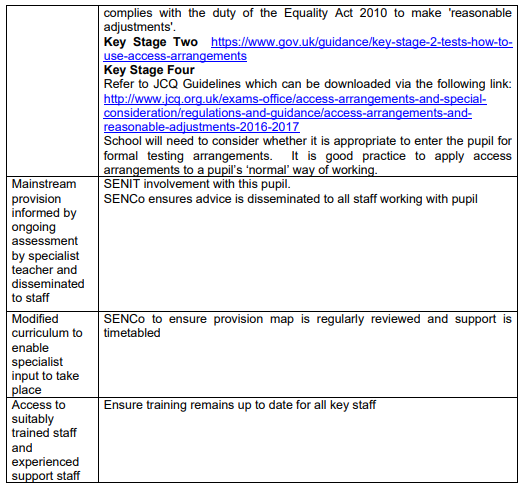 complies with the duty of the Equality Act 2010 to make 'reasonable
adjustments'.
Key Stage Two https://www.gov.uk/guidance/key-stage-2-tests-how-to-
use-access-arrangements
Key Stage Four
Refer to JCQ Guidelines which can be downloaded via the following link:
http://www.jcq.org.uk/exams-office/access-arrangements-and-special-
consideration/regulations-and-guidance/access-arrangements-and-
reasonable-adjustments-2016-2017
School will need to consider whether it is appropriate to enter the pupil for
formal testing arrangements. It is good practice to apply access
arrangements to a pupil's 'normal' way of working.
Mainstream
provision
informed by
ongoing
assessment
by specialist
teacher and
disseminated
to staff
SENIT involvement with this pupil.
SENCo ensures advice is disseminated to all staff working with pupil
Modified
curriculum to
enable
specialist
input to take
place
SENCo to ensure provision map is regularly reviewed and support is
timetabled
Access to
suitably
trained staff
and
experienced
support staff
Ensure training remains up to date for all key staff